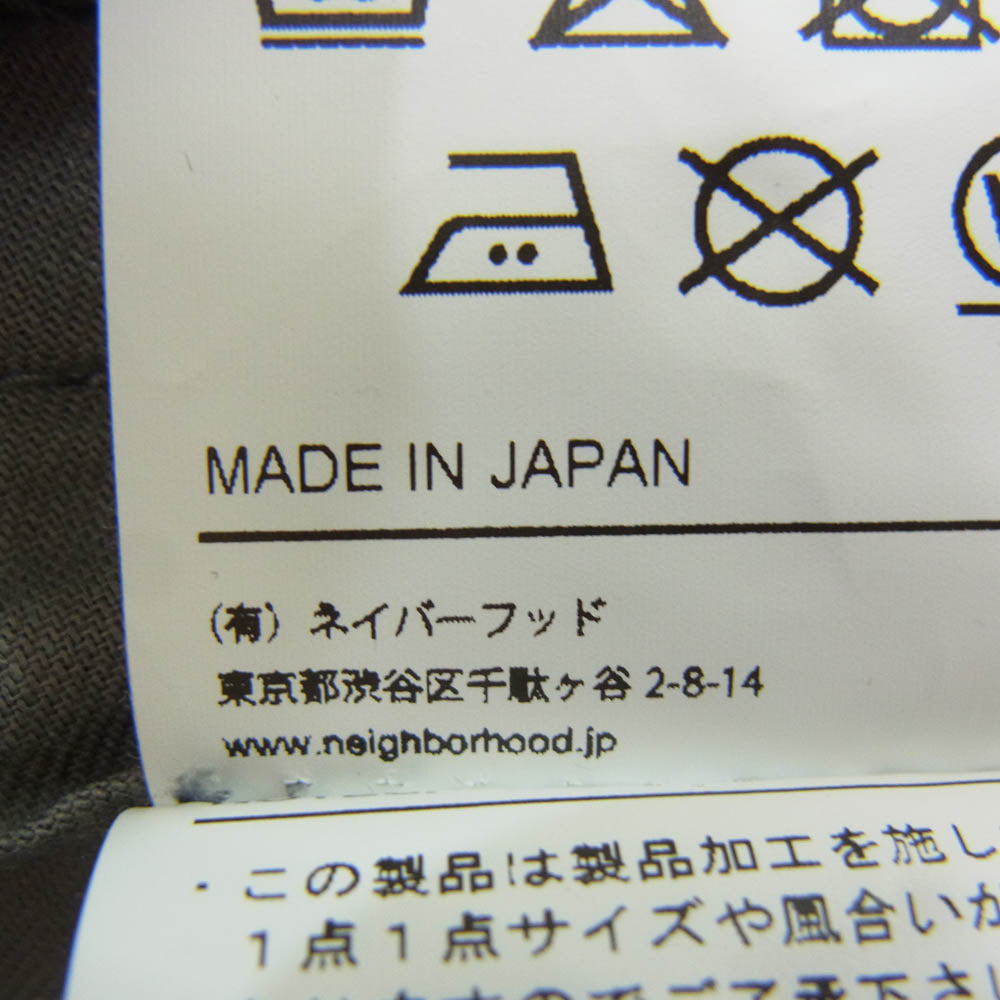 MADE IN JAPAN
(有) ネイバーフッド
東京都渋谷区千駄ヶ谷 2-8-14
www.neighborhood.jp
・この製品は製品加工を施し
1点1点サイズや風合いが